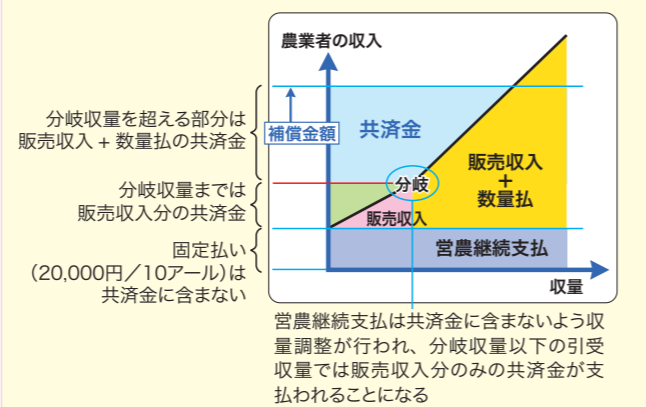 農業者の収入
分岐収量を超える部分は
販売収入+数量払の共済金
補償金額
共済金
分岐収量までは
販売収入分の共済金
分岐
販売収入
+
数量払
販売収入
固定払い
(20,000円/10アール)は
共済金に含まない
営農継続支払
収量
営農継続支払は共済金に含まないよう収
量調整が行われ、分岐収量以下の引受
収量では販売収入分のみの共済金が支
払われることになる